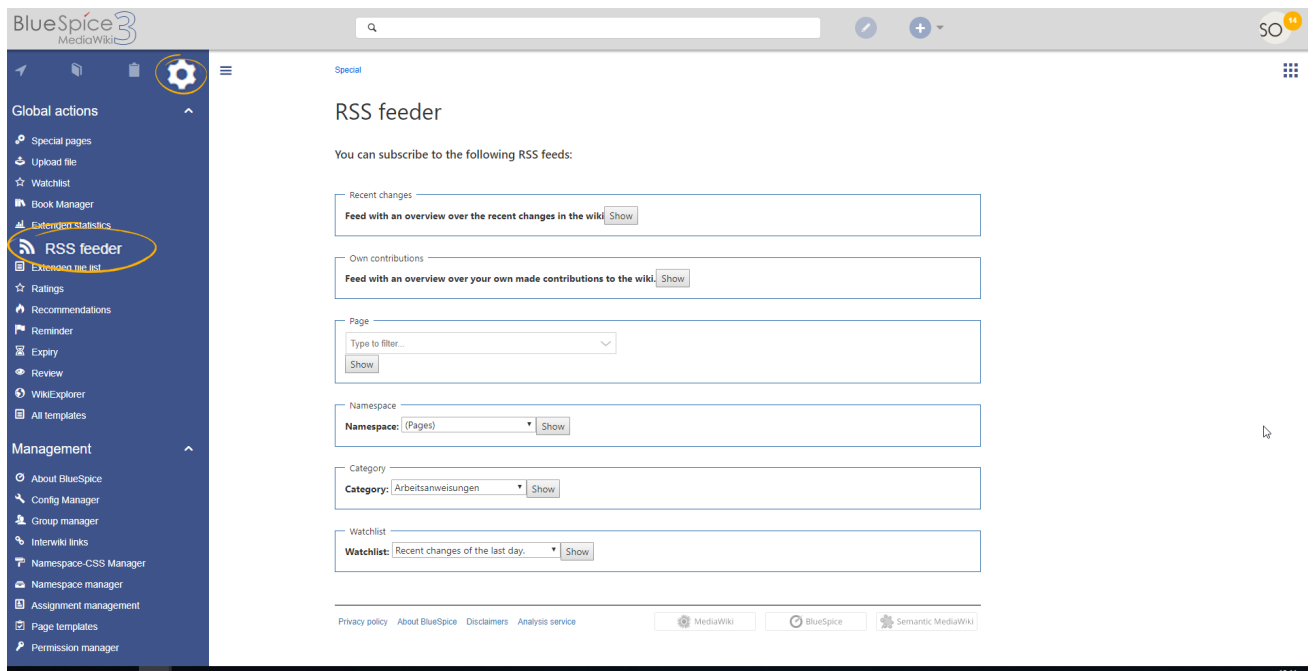 BlueSpice 3
MediaWiki
SO
14
Special
Global actions
Special pages
Upload file
Watchlist
Book Manager
Extended statistics
RSS feeder
Extended file list
Ratings
Recommendations
Reminder
Expiry
Review
WikiExplorer
All templates
Management
About BlueSpice
Config Manager
Group manager
Interwiki links
Namespace-CSS Manager
Namespace manager
Assignment management
Page templates
Permission manager
RSS feeder
You can subscribe to the following RSS feeds:
Recent changes
Feed with an overview over the recent changes in the wiki Show
Own contributions
Feed with an overview over your own made contributions to the wiki. Show
Page
Type to filter...
Show
Namespace
Namespace: (Pages) Show
Category
Category: Arbeitsanweisungen Show
Watchlist
Watchlist: Recent changes of the last day. Show
Privacy policy About BlueSpice Disclaimers Analysis service MediaWiki BlueSpice Semantic MediaWiki